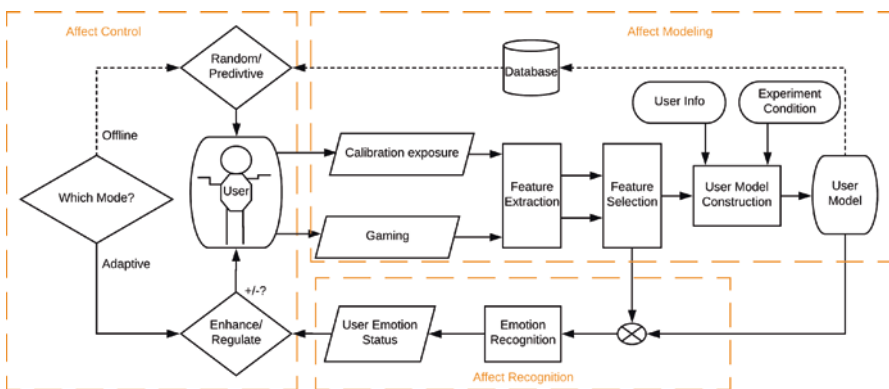 Affect Control
Affect Modeling
Random/
Predivtive
Database
User Info
Experiment
Condition
Offline
Calibration exposure
Which Mode?
User
Feature
Extraction
Feature
Selection
User Model
Construction
User
Model
Gaming
Adaptive
+/-?
Enhance/
Regulate
User Emotion
Status
Emotion
Recognition
Affect Recognition